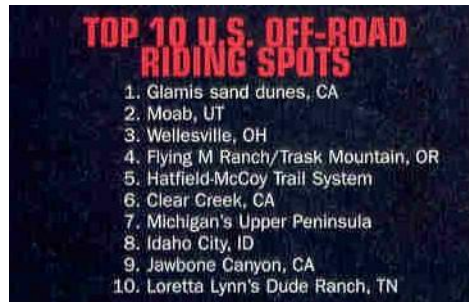 TOP 10 U.S. OFF-ROAD
RIDING SPOTS
1. Glamis sand dunes, CA
2. Moab, UT
3. Wellesville, OH
4. Flying M Ranch/Trask Mountain, OR
5. Hatfield-McCoy Trail System
6. Clear Creek, CA
7. Michigan's Upper Peninsula
8. Idaho City, ID
9. Jawbone Canyon, CA
10. Loretta Lynn's Dude Ranch, TN